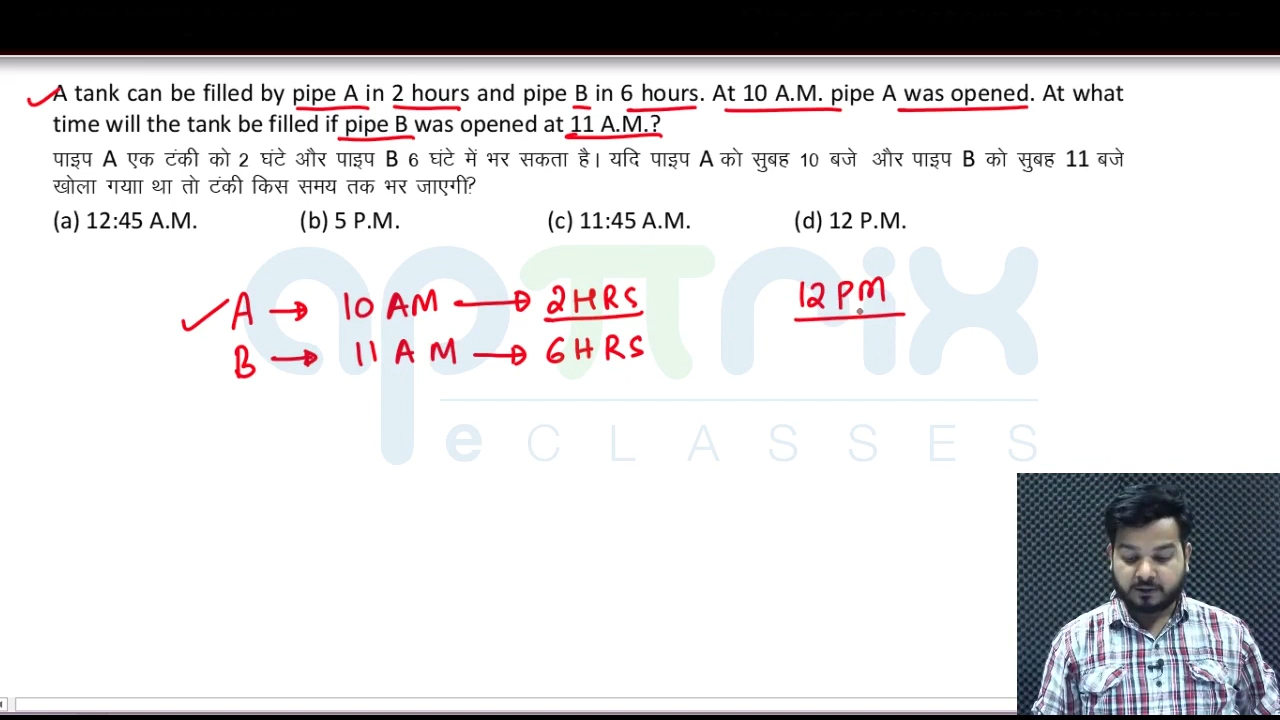 A tank can be filled by pipe A in 2 hours and pipe B in 6 hours. At 10 A.M. pipe A was opened. At what
time will the tank be filled if pipe B was opened at 11 A.M.?
पाइप A एक टंकी को 2 घंटे और पाइप B 6 घंटे में भर सकता है। यदि पाइप A को सुबह 10 बजे और पाइप B को सुबह 11 बजे
खोला गयाा था तो टंकी किस समय तक भर जाएगी?
(a) 12:45 A.M. (b) 5 P.M. (c) 11:45 A.M. (d) 12 P.M.
A → 10 AM → 2HRS 12 PM
B → 11 AM → 6 HRS
apπrix
eCLASSES